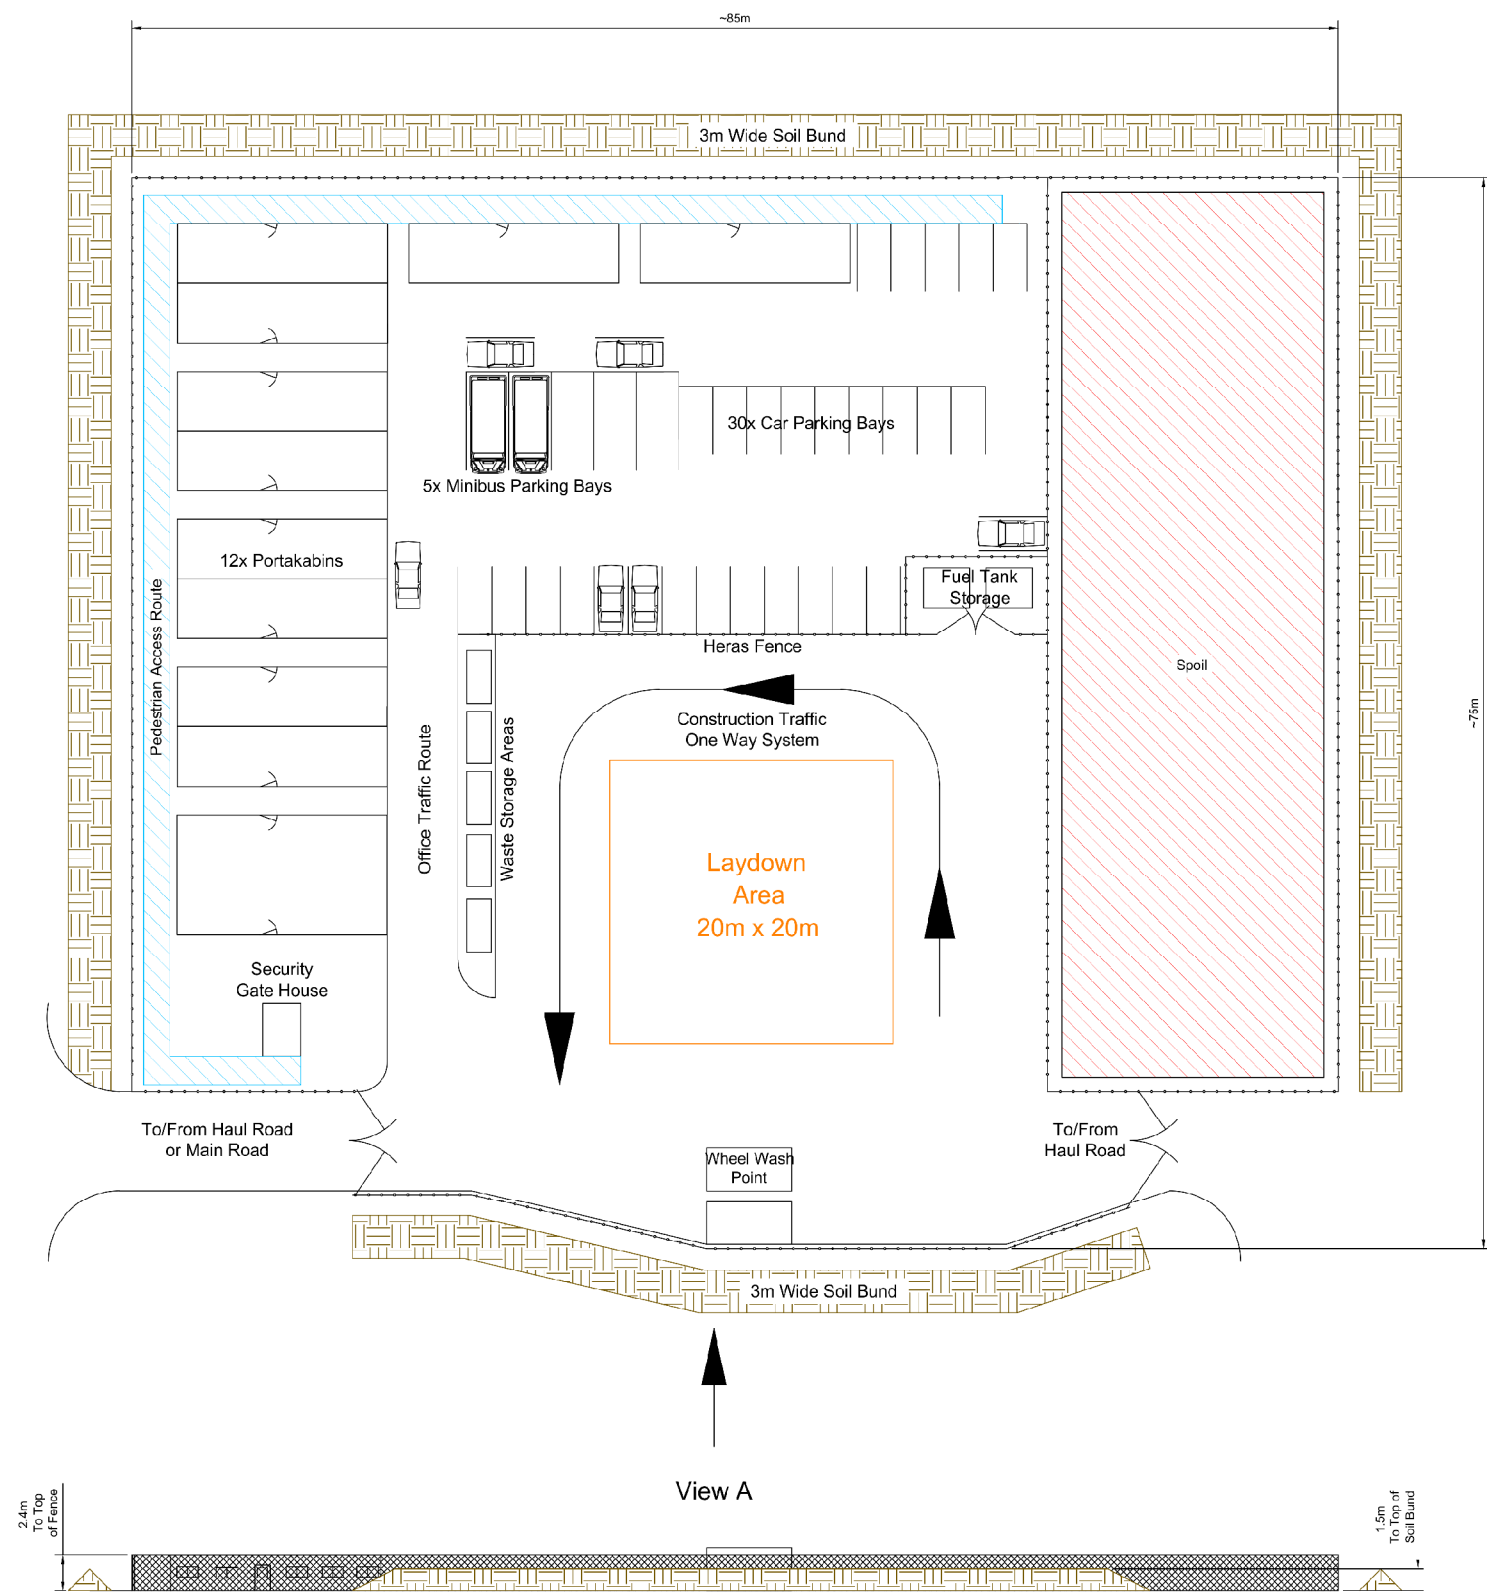 ~85m
3m Wide Soil Bund
30x Car Parking Bays
5x Minibus Parking Bays
12x Portakabins
Fuel Tank
Storage
Pedestrian Access Route
Heras Fence
Spoil
~75m
Construction Traffic
One Way System
Office Traffic Route
Waste Storage Areas
Laydown
Area
20m x 20m
Security
Gate House
To/From Haul Road
or Main Road
To/From
Haul Road
Wheel Wash
Point
3m Wide Soil Bund
View A
2.4m
To Top
of Fence
1.5m
To Top of
Soil Bund